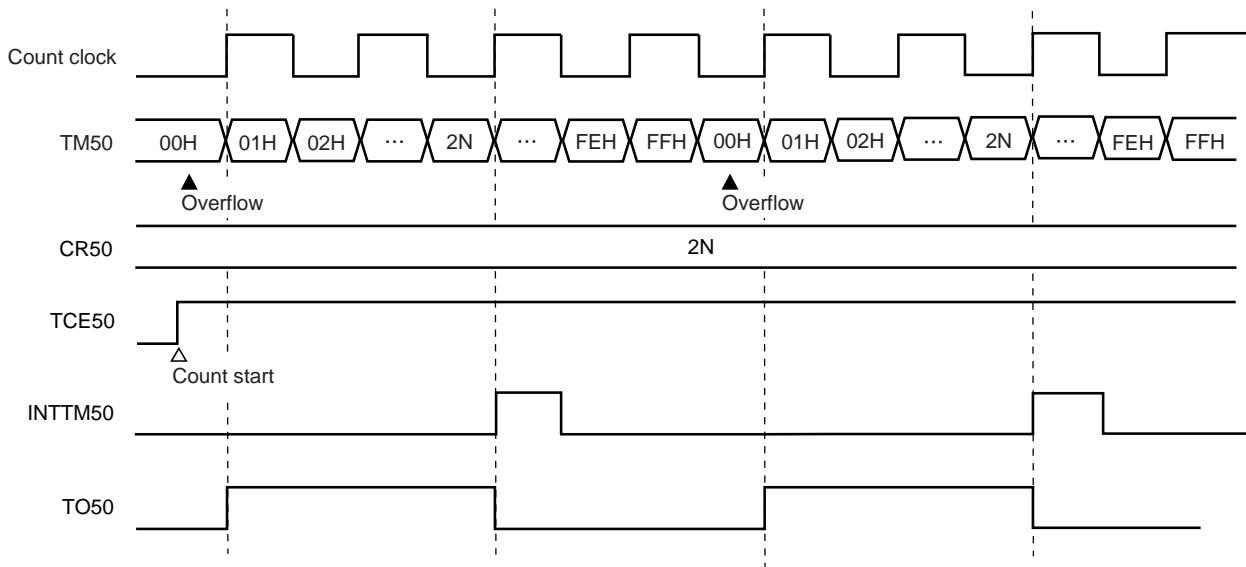 Count clock
TM50 00H 01H 02H ... 2N ... FEH FFH 00H 01H 02H ... 2N ... FEH FFH
Overflow Overflow
CR50 2N
TCE50
Count start
INTTM50
TO50